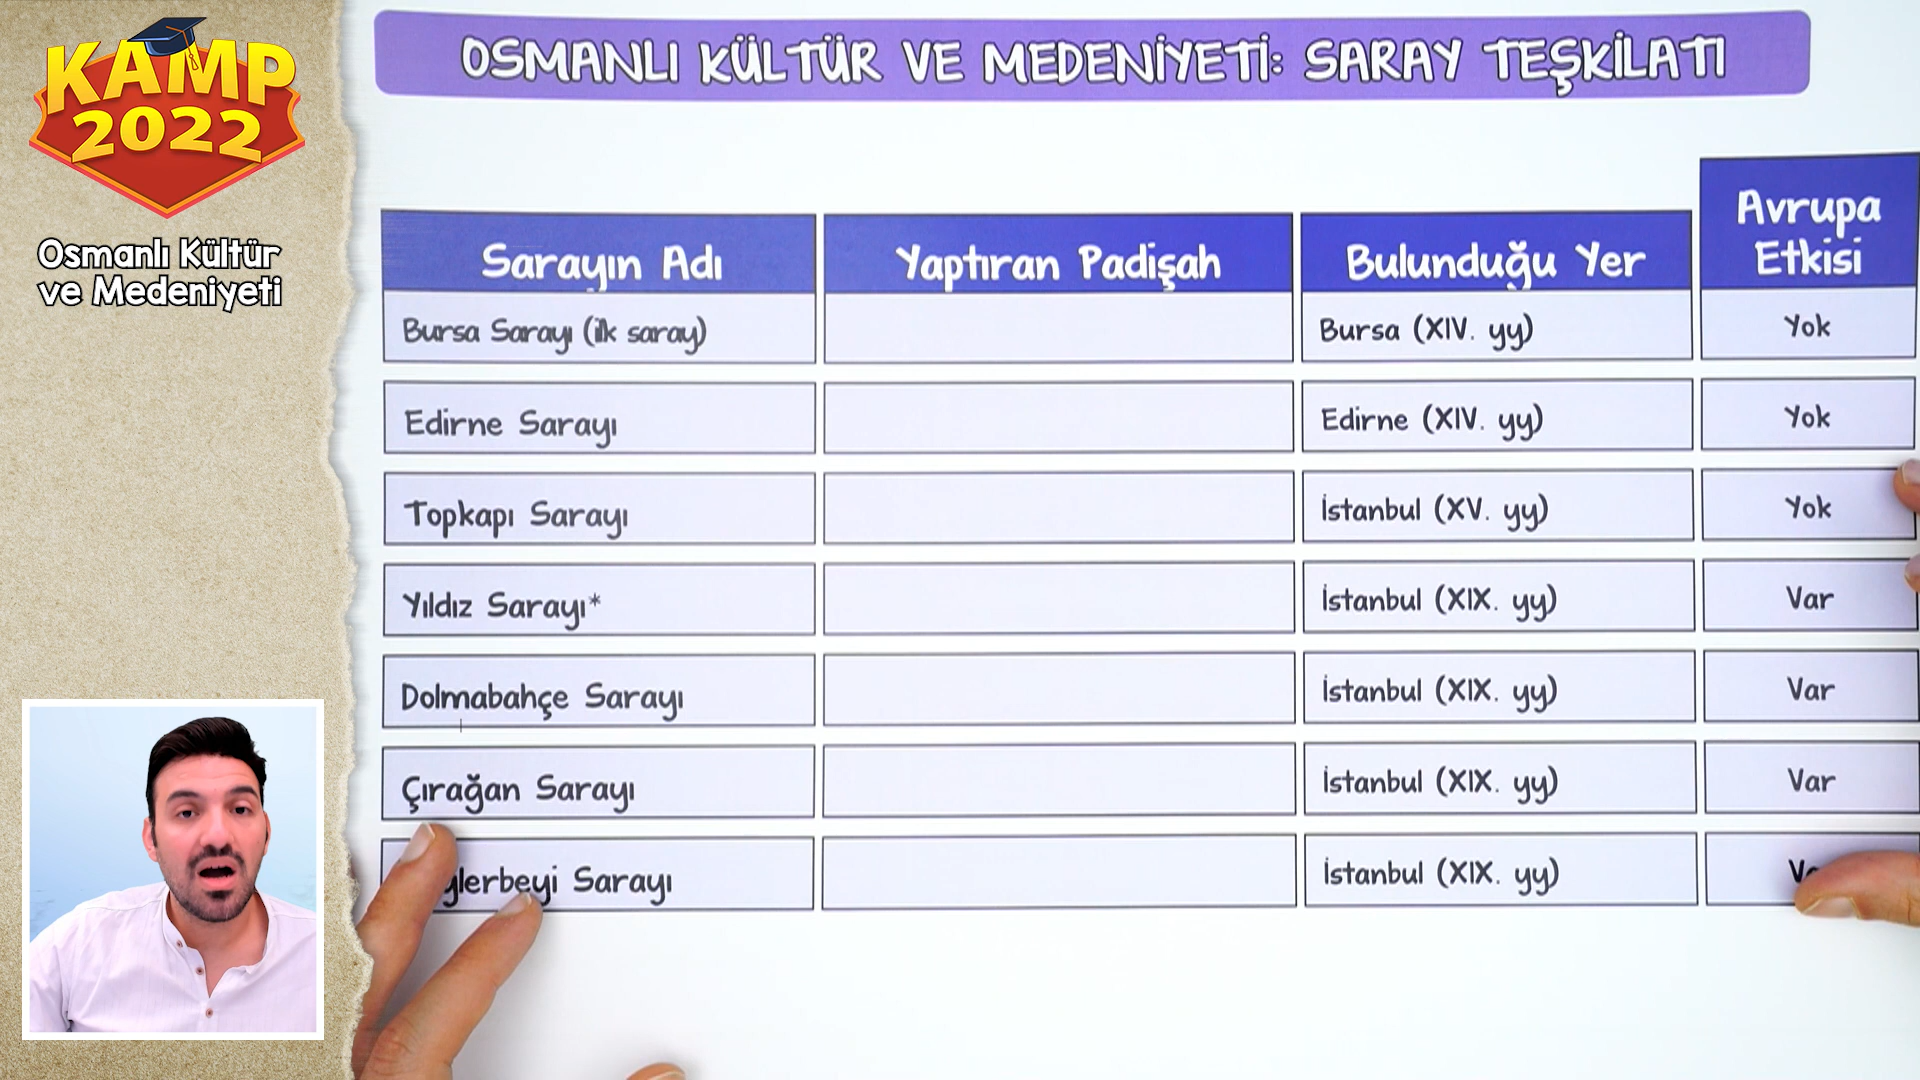 KAMP
2022
Osmanlı Kültür
ve Medeniyeti
OSMANLI KÜLTÜR VE MEDENİYETİ: SARAY TEŞKİLATI
Sarayın Adı
Yaptıran Padişah
Bulunduğu Yer
Avrupa
Etkisi
Bursa Sarayı (ilk saray)
Bursa (XIV. yy)
Yok
Edirne Sarayı
Edirne (XIV. yy)
Yok
Topkapı Sarayı
İstanbul (XV. yy)
Yok
Yıldız Sarayı*
İstanbul (XIX. yy)
Var
Dolmabahçe Sarayı
İstanbul (XIX. yy)
Var
Çırağan Sarayı
İstanbul (XIX. yy)
Var
Sarayı
İstanbul (XIX. yy)